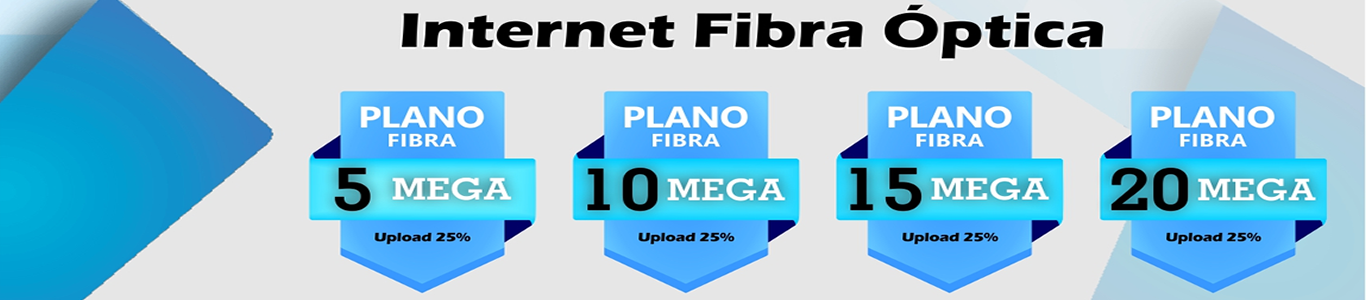 Internet Fibra Óptica
PLANO
FIBRA
5 MEGA
Upload 25%
PLANO
FIBRA
10 MEGA
Upload 25%
PLANO
FIBRA
15 MEGA
Upload 25%
PLANO
FIBRA
20 MEGA
Upload 25%